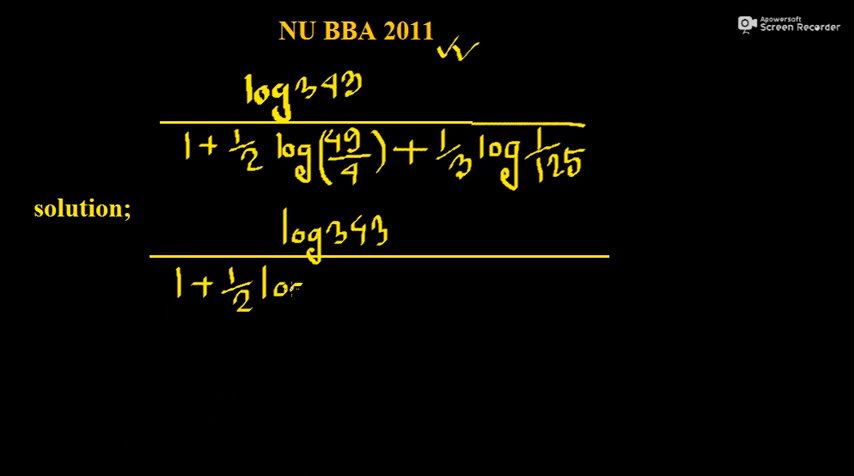 NU BBA 2011
Apowersoft
Screen Recorder
log343
1 + 1/2 log(49/4) + 1/3 log 1/125
solution;
log343
1 + 1/2 lo